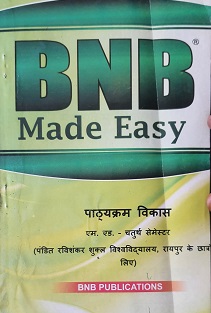 BNB®
Made Easy
पाठ्यक्रम विकास
एम. एड. - चतुर्थ सेमेस्टर
(पंडित रविशंकर शुक्ल विश्वविद्यालय, रायपुर के छात्रों
लिए)
BNB PUBLICATIONS